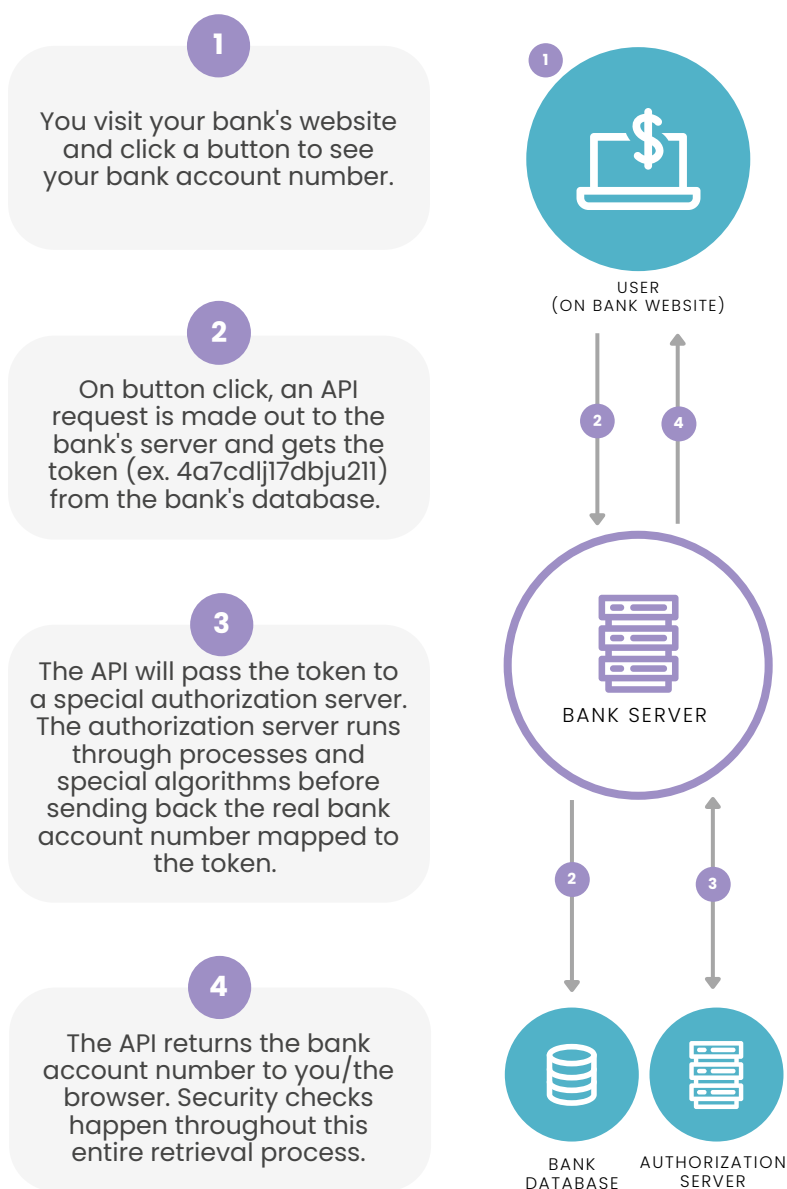 1
You visit your bank's website
and click a button to see
your bank account number.
2
On button click, an API
request is made out to the
bank's server and gets the
token (ex. 4a7cdlj17dbju211)
from the bank's database.
3
The API will pass the token to
a special authorization server.
The authorization server runs
through processes and
special algorithms before
sending back the real bank
account number mapped to
the token.
4
The API returns the bank
account number to you/the
browser. Security checks
happen throughout this
entire retrieval process.
1
$
USER
(ON BANK WEBSITE)
2
4
BANK SERVER
2
3
BANK
DATABASE
AUTHORIZATION
SERVER